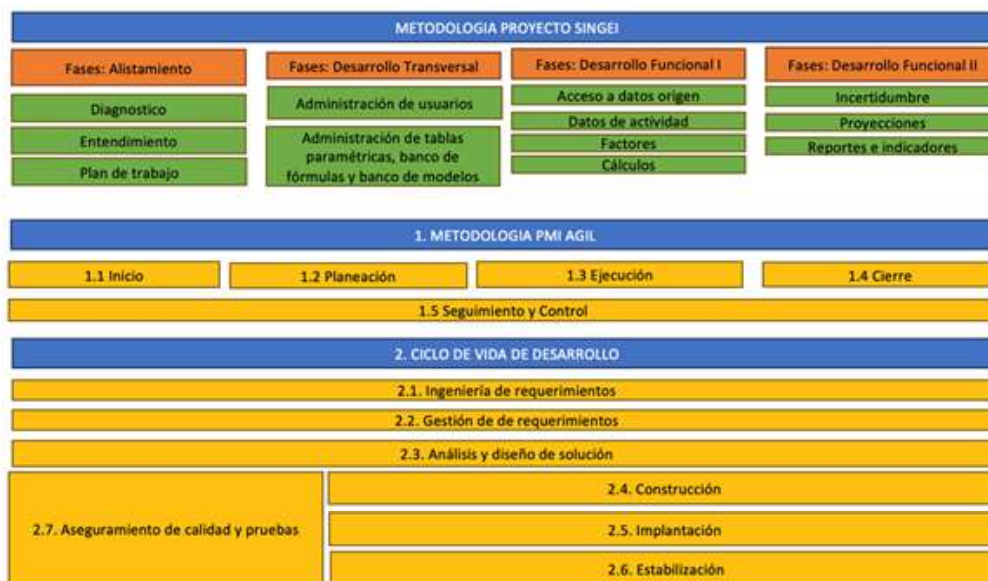 METODOLOGIA PROYECTO SINGEI
Fases: Alistamiento
Diagnostico
Entendimiento
Plan de trabajo
Fases: Desarrollo Transversal
Administración de usuarios
Administración de tablas
paramétricas, banco de
fórmulas y banco de modelos
Fases: Desarrollo Funcional I
Acceso a datos origen
Datos de actividad
Factores
Cálculos
Fases: Desarrollo Funcional II
Incertidumbre
Proyecciones
Reportes e indicadores
1. METODOLOGIA PMI AGIL
1.1 Inicio
1.2 Planeación
1.3 Ejecución
1.4 Cierre
1.5 Seguimiento y Control
2. CICLO DE VIDA DE DESARROLLO
2.1. Ingeniería de requerimientos
2.2. Gestión de de requerimientos
2.3. Análisis y diseño de solución
2.7. Aseguramiento de calidad y pruebas
2.4. Construcción
2.5. Implantación
2.6. Estabilización